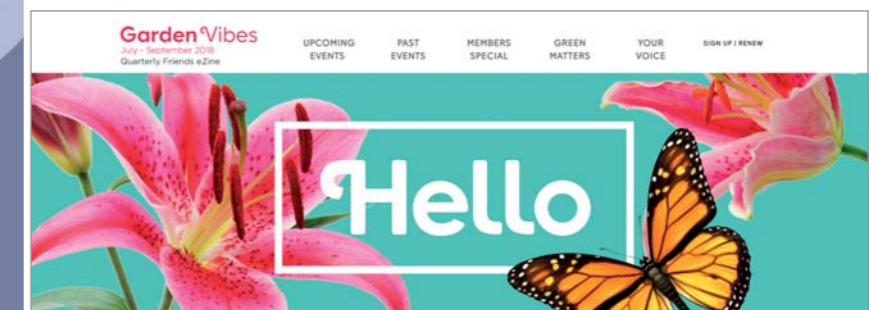 Garden Vibes
July - September 2018
Quarterly Friends eZine
UPCOMING
EVENTS
PAST
EVENTS
MEMBERS
SPECIAL
GREEN
MATTERS
YOUR
VOICE
SIGN UP | RENEW
Hello